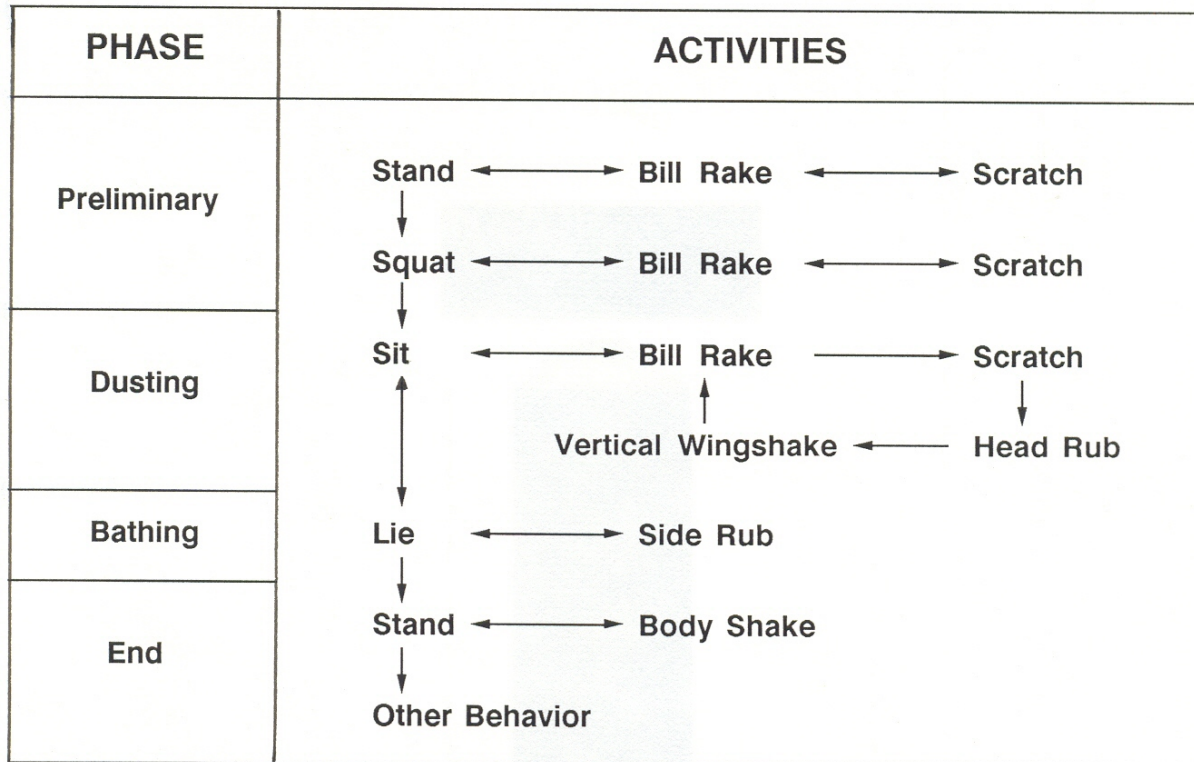 PHASE ACTIVITIES
Preliminary
Stand Bill Rake Scratch
Squat Bill Rake Scratch
Dusting
Sit Bill Rake Scratch
Vertical Wingshake Head Rub
Bathing
Lie Side Rub
End
Stand Body Shake
Other Behavior